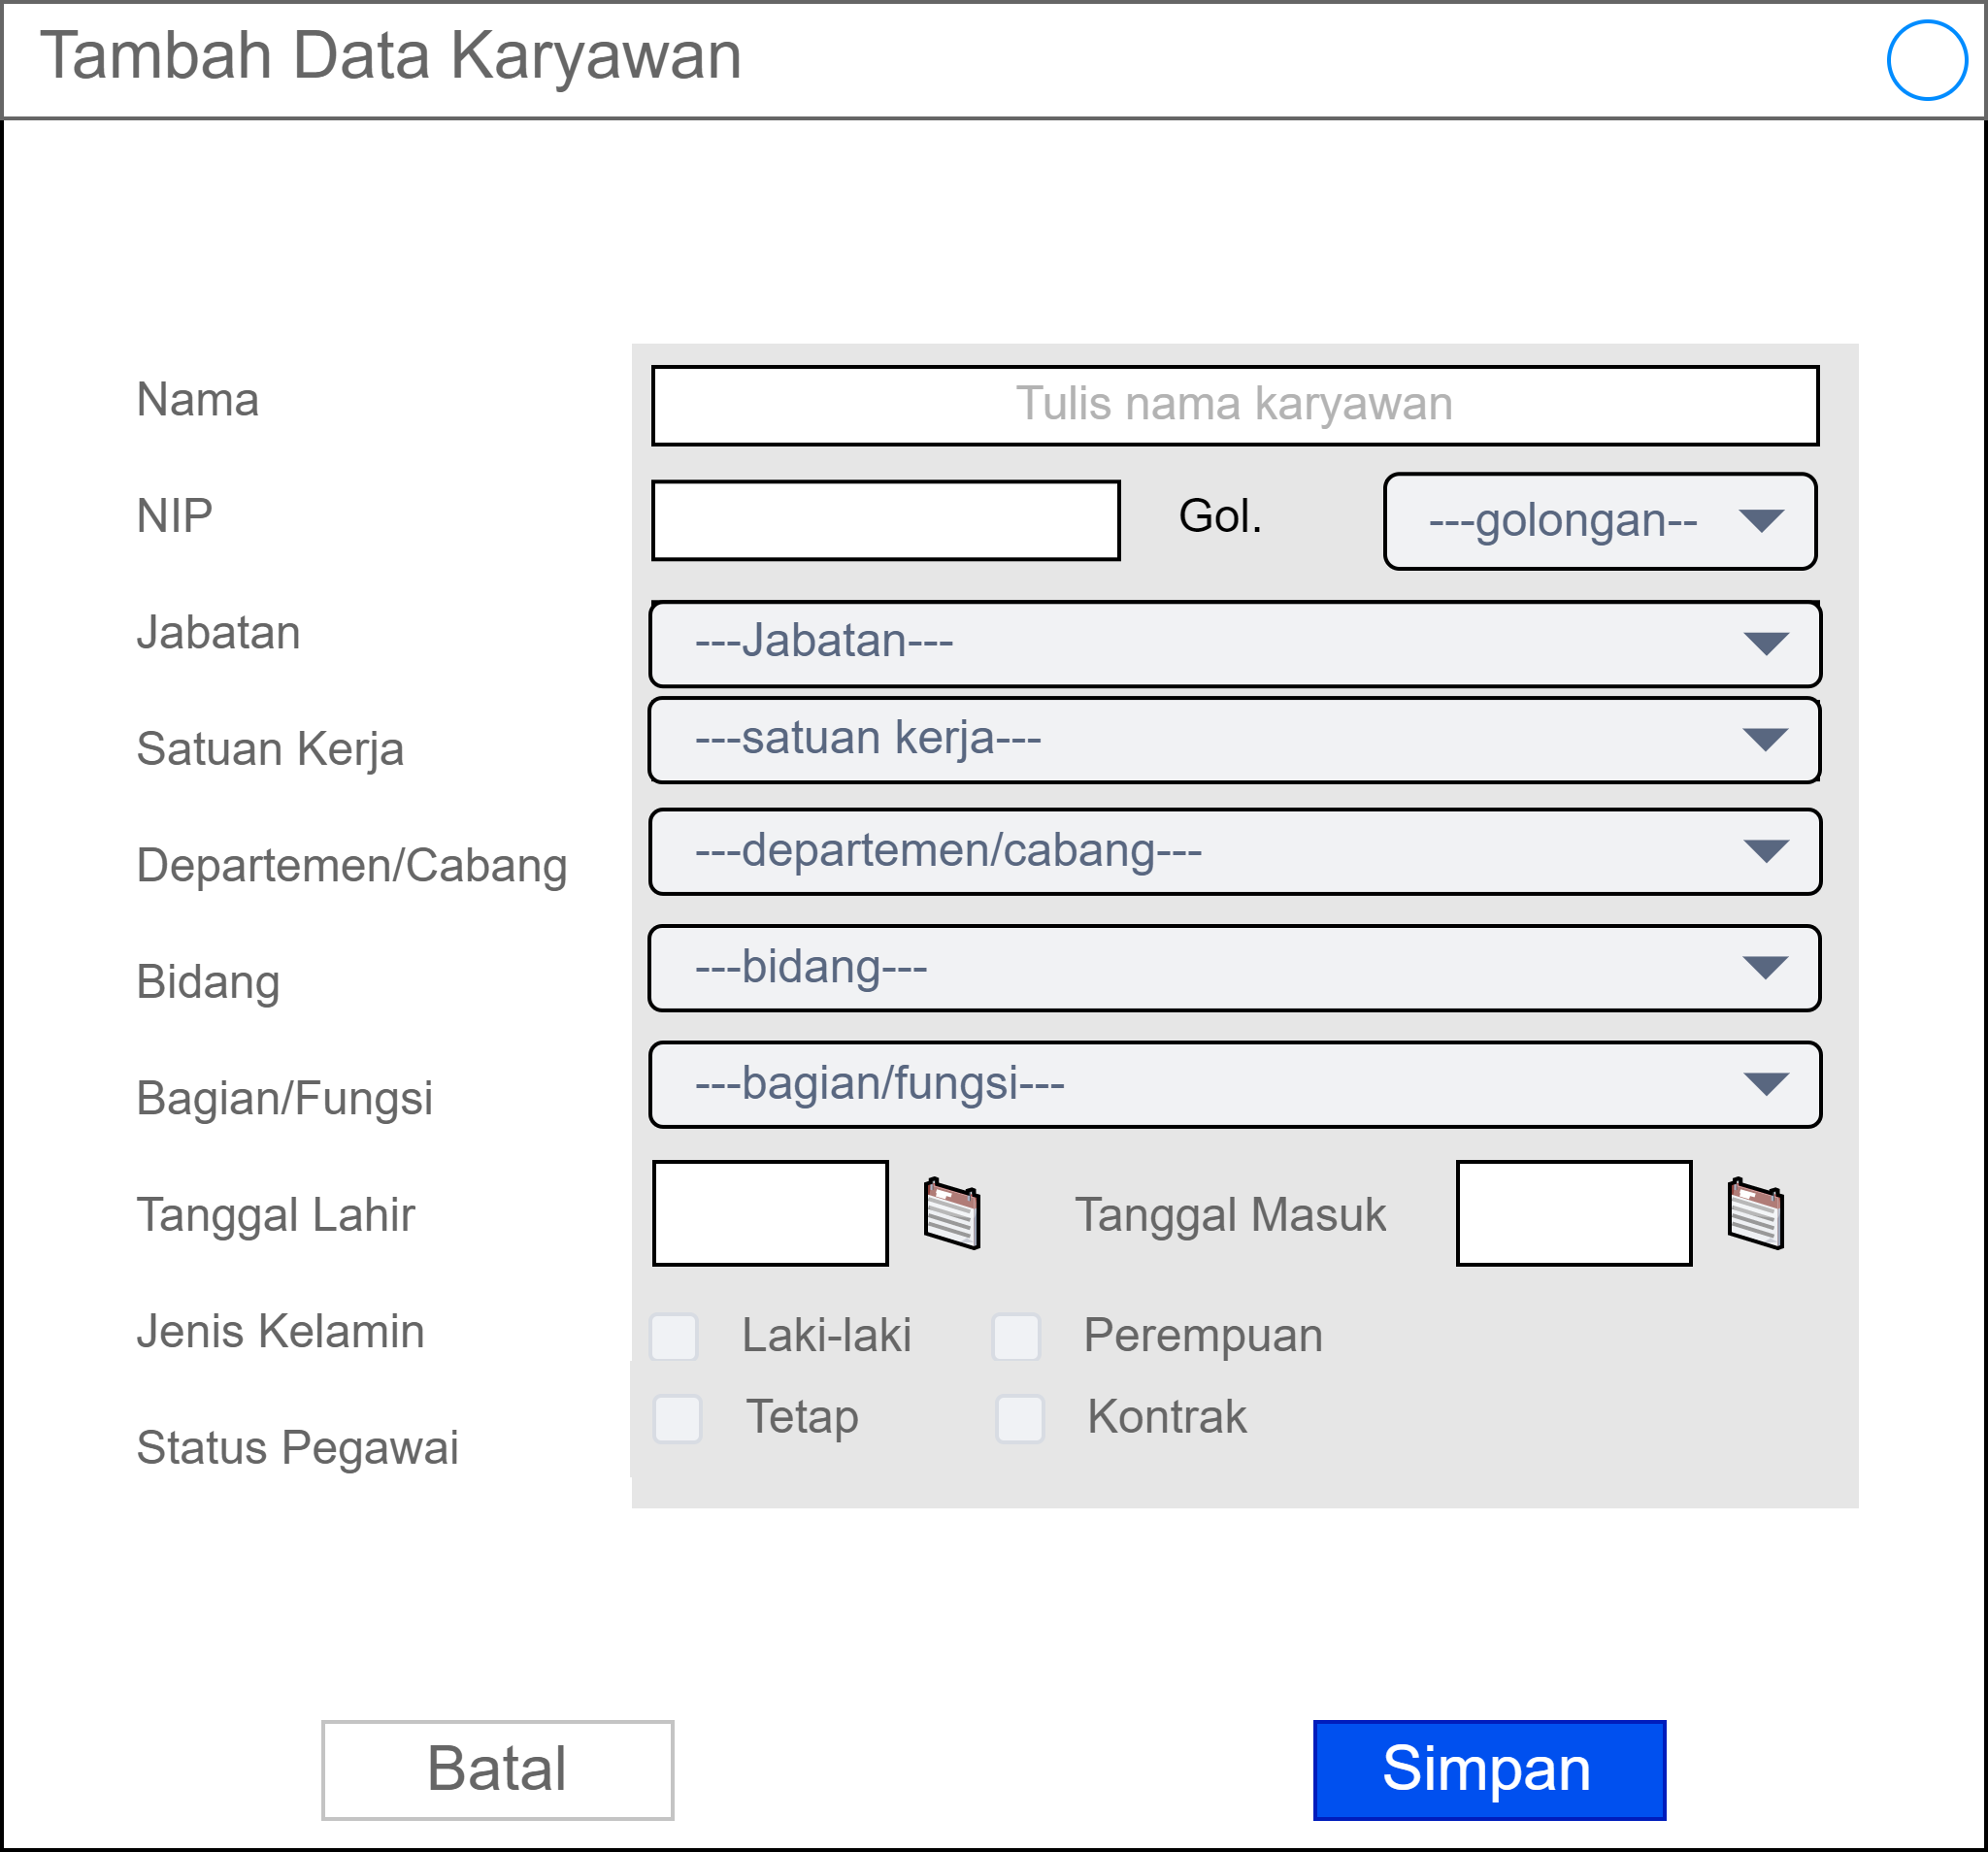 Tambah Data Karyawan
Nama
Tulis nama karyawan
NIP
Gol.
---golongan--
Jabatan
---Jabatan---
Satuan Kerja
---satuan kerja---
Departemen/Cabang
---departemen/cabang---
Bidang
---bidang---
Bagian/Fungsi
---bagian/fungsi---
Tanggal Lahir
Tanggal Masuk
Jenis Kelamin
Laki-laki
Perempuan
Status Pegawai
Tetap
Kontrak
Batal
Simpan